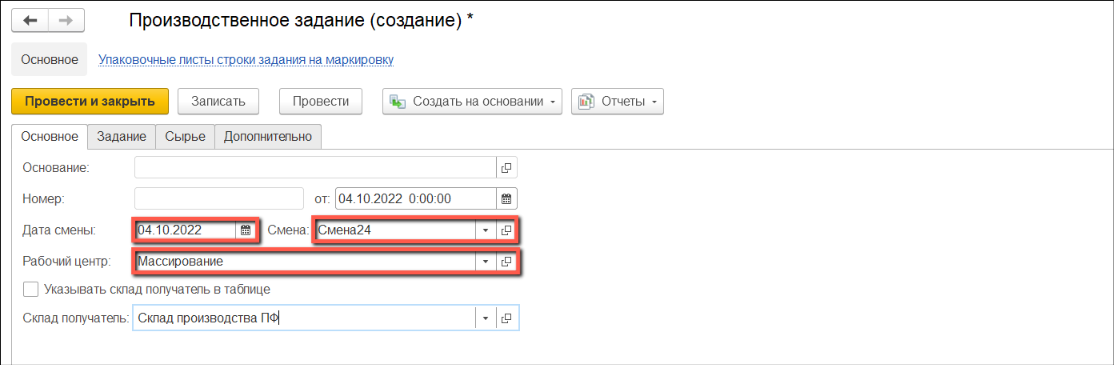 Производственное задание (создание) *
Основное Упаковочные листы строки задания на маркировку
Провести и закрыть Записать Провести Создать на основании Отчеты
Основное Задание Сырье Дополнительно
Основание:
Номер: от: 04.10.2022 0:00:00
Дата смены: 04.10.2022 Смена: Смена24
Рабочий центр: Массирование
Указывать склад получатель в таблице
Склад получатель: Склад производства ПФ